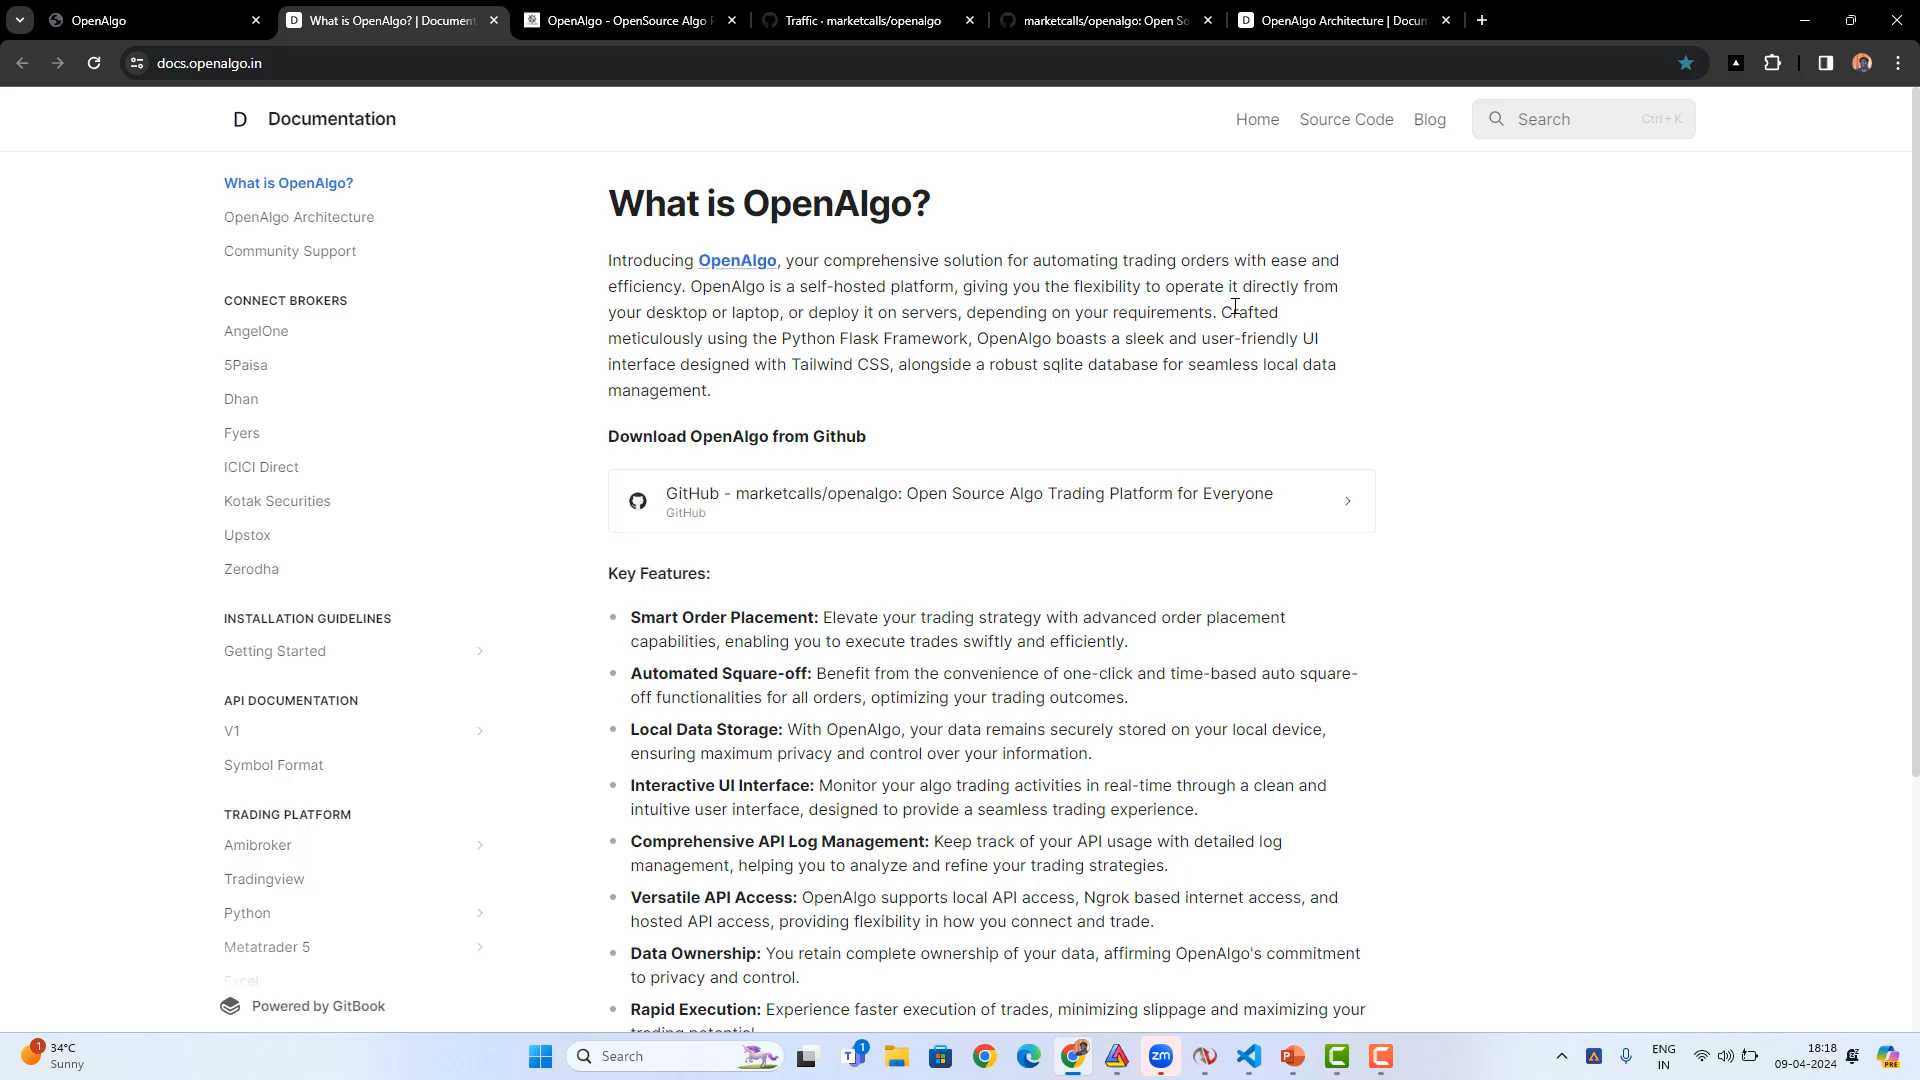 OpenAlgo
What is OpenAlgo? | Document
OpenAlgo - OpenSource Algo
Traffic · marketcalls/openalgo
marketcalls/openalgo: Open So
OpenAlgo Architecture | Docum
docs.openalgo.in
D Documentation
Home
Source Code
Blog
Search
Ctrl + K
What is OpenAlgo?
OpenAlgo Architecture
Community Support
CONNECT BROKERS
AngelOne
5Paisa
Dhan
Fyers
ICICI Direct
Kotak Securities
Upstox
Zerodha
INSTALLATION GUIDELINES
Getting Started
API DOCUMENTATION
V1
Symbol Format
TRADING PLATFORM
Amibroker
Tradingview
Python
Metatrader 5
Excel
Powered by GitBook
What is OpenAlgo?
Introducing OpenAlgo, your comprehensive solution for automating trading orders with ease and
efficiency. OpenAlgo is a self-hosted platform, giving you the flexibility to operate it directly from
your desktop or laptop, or deploy it on servers, depending on your requirements. Crafted
meticulously using the Python Flask Framework, OpenAlgo boasts a sleek and user-friendly UI
interface designed with Tailwind CSS, alongside a robust sqlite database for seamless local data
management.
Download OpenAlgo from Github
GitHub - marketcalls/openalgo: Open Source Algo Trading Platform for Everyone
GitHub
Key Features:
Smart Order Placement: Elevate your trading strategy with advanced order placement
capabilities, enabling you to execute trades swiftly and efficiently.
Automated Square-off: Benefit from the convenience of one-click and time-based auto square-
off functionalities for all orders, optimizing your trading outcomes.
Local Data Storage: With OpenAlgo, your data remains securely stored on your local device,
ensuring maximum privacy and control over your information.
Interactive UI Interface: Monitor your algo trading activities in real-time through a clean and
intuitive user interface, designed to provide a seamless trading experience.
Comprehensive API Log Management: Keep track of your API usage with detailed log
management, helping you to analyze and refine your trading strategies.
Versatile API Access: OpenAlgo supports local API access, Ngrok based internet access, and
hosted API access, providing flexibility in how you connect and trade.
Data Ownership: You retain complete ownership of your data, affirming OpenAlgo's commitment
to privacy and control.
Rapid Execution: Experience faster execution of trades, minimizing slippage and maximizing your
trading potential.
1
34°C
Sunny
Search
1
zm
ENG
IN
18:18
09-04-2024
PRE